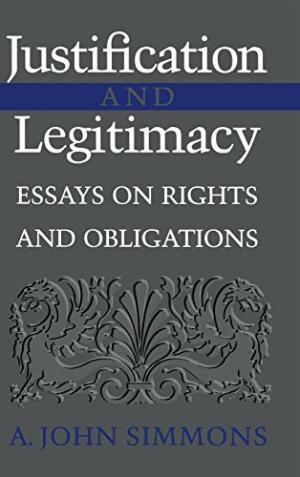 Justification
AND
Legitimacy
ESSAYS ON RIGHTS
AND OBLIGATIONS
A. JOHN SIMMONS